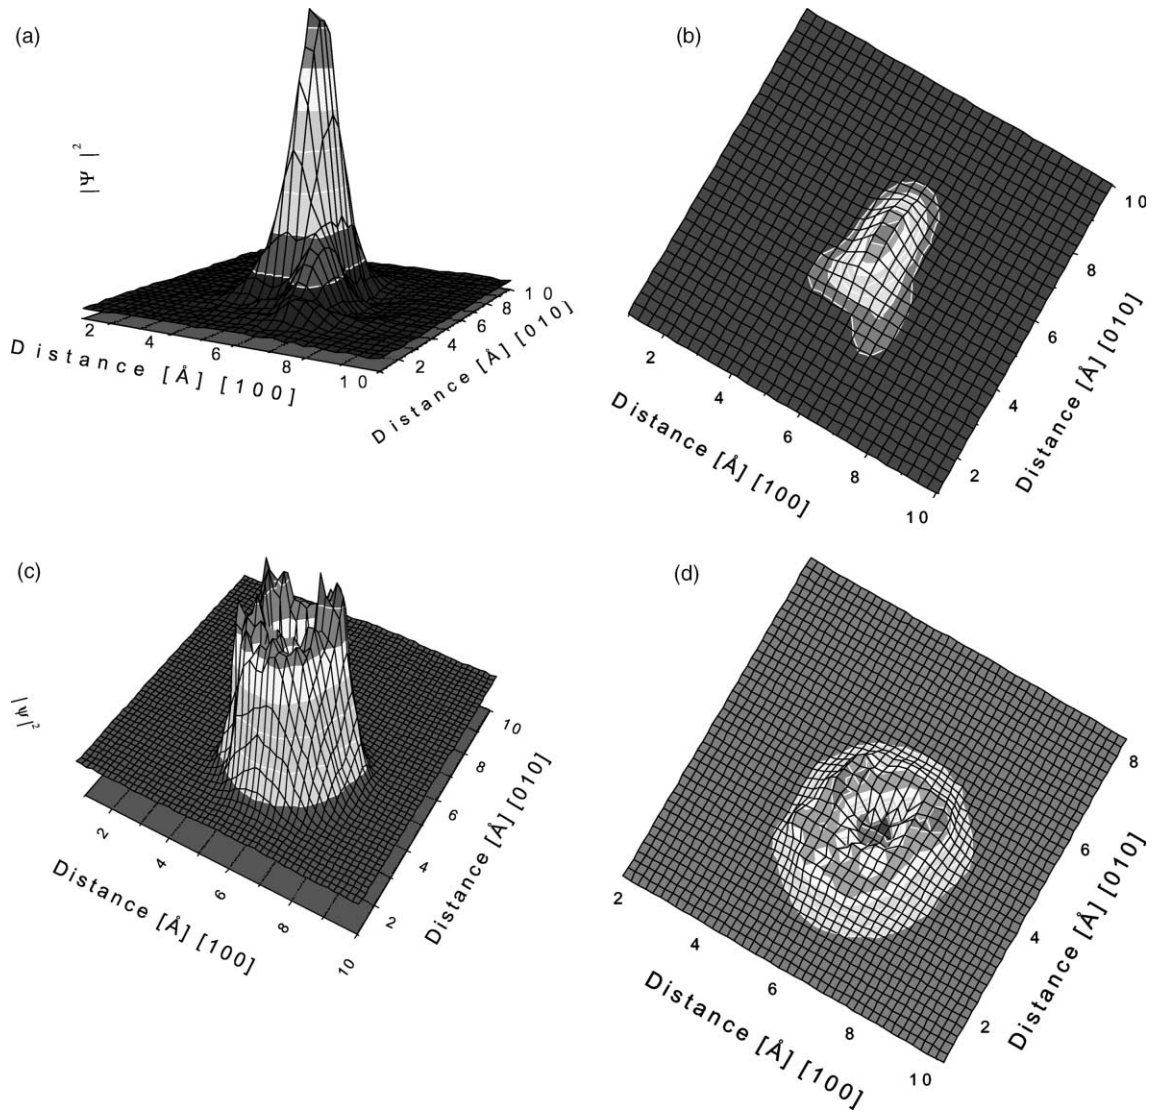 (a)
|Ψ|²
2 4 6 8 10
Distance [Å] [100]
2 4 6 8 10
Distance [Å] [010]
(b)
2 4 6 8 10
Distance [Å] [100]
2 4 6 8 10
Distance [Å] [010]
(c)
|ψ|²
2 4 6 8 10
Distance [Å] [100]
2 4 6 8 10
Distance [Å] [010]
(d)
2 4 6 8 10
Distance [Å] [100]
2 4 6 8
Distance [Å] [010]